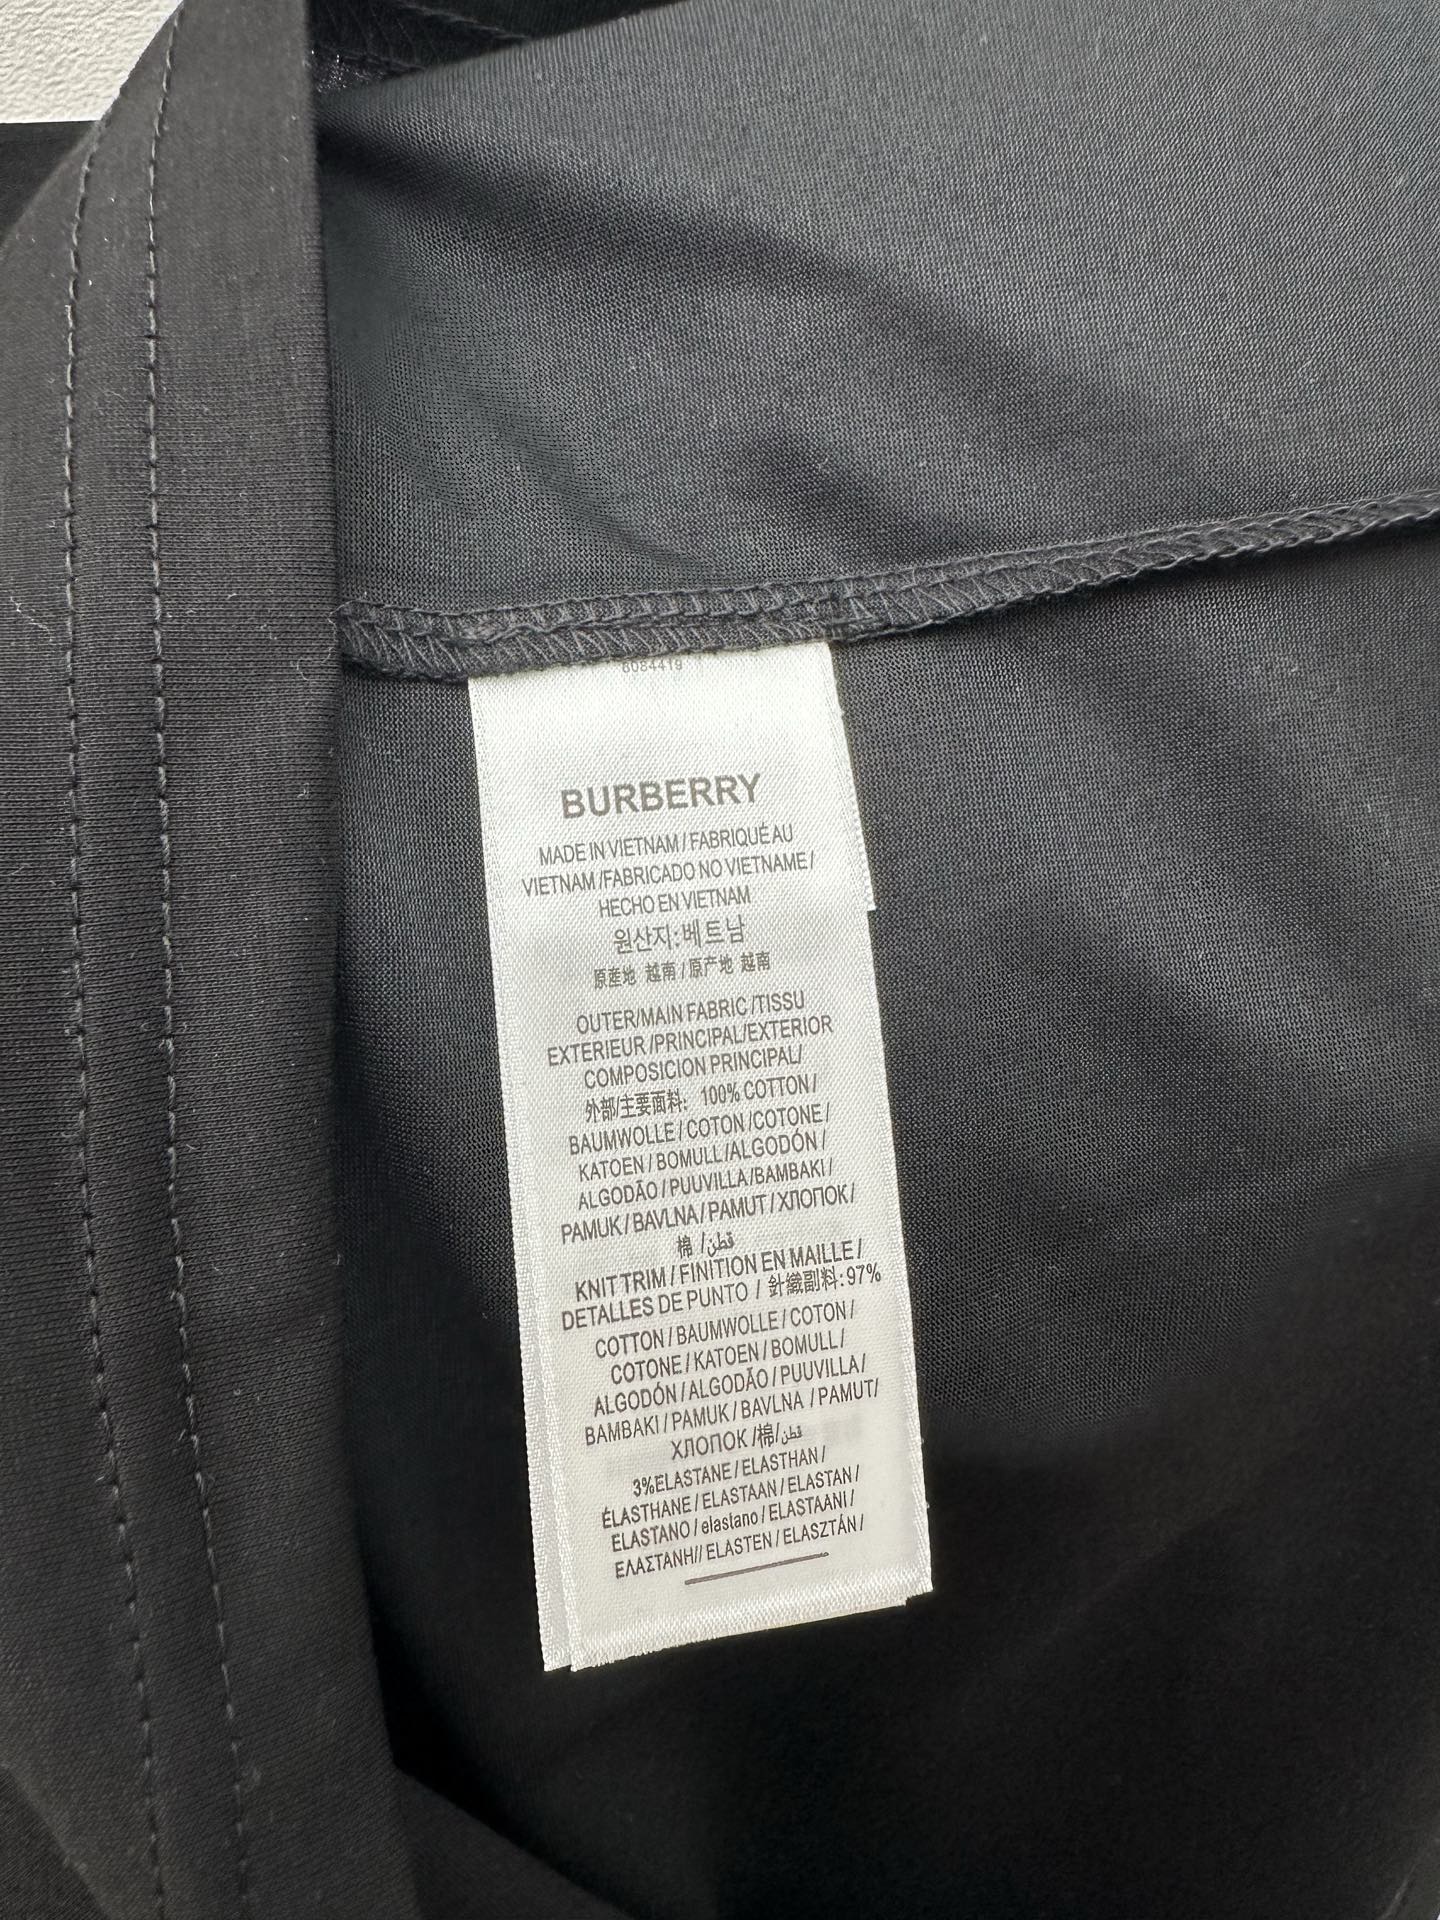 8084419
BURBERRY
MADE IN VIETNAM / FABRIQUÉ AU
VIETNAM /FABRICADO NO VIETNAME /
HECHO EN VIETNAM
원산지:베트남
原産地 越南 / 原产地 越南
OUTER/MAIN FABRIC /TISSU
EXTERIEUR /PRINCIPAL/EXTERIOR
COMPOSICION PRINCIPAL/
外部/主要面料: 100% COTTON /
BAUMWOLLE / COTON /COTONE /
KATOEN / BOMULL /ALGODÓN /
ALGODÃO / PUUVILLA /BAMBAKI /
PAMUK / BAVLNA / PAMUT / ХЛОПОК /
棉 /قطن
KNIT TRIM / FINITION EN MAILLE /
DETALLES DE PUNTO / 針織副料: 97%
COTTON / BAUMWOLLE / COTON /
COTONE / KATOEN / BOMULL /
ALGODÓN / ALGODÃO / PUUVILLA /
BAMBAKI / PAMUK / BAVLNA / PAMUT/
ХЛОПОК /棉/قطن
3%ELASTANE / ELASTHAN /
ÉLASTHANE / ELASTAAN / ELASTAN /
ELASTANO / elastano / ELASTAANI /
ΕΛΑΣΤΑΝΗ// ELASTEN / ELASZTÁN /